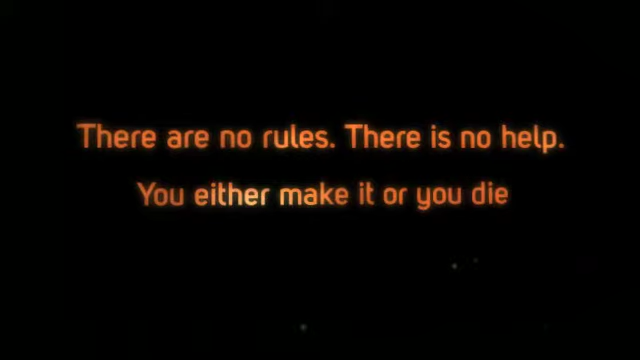 There are no rules. There is no help.
You either make it or you die